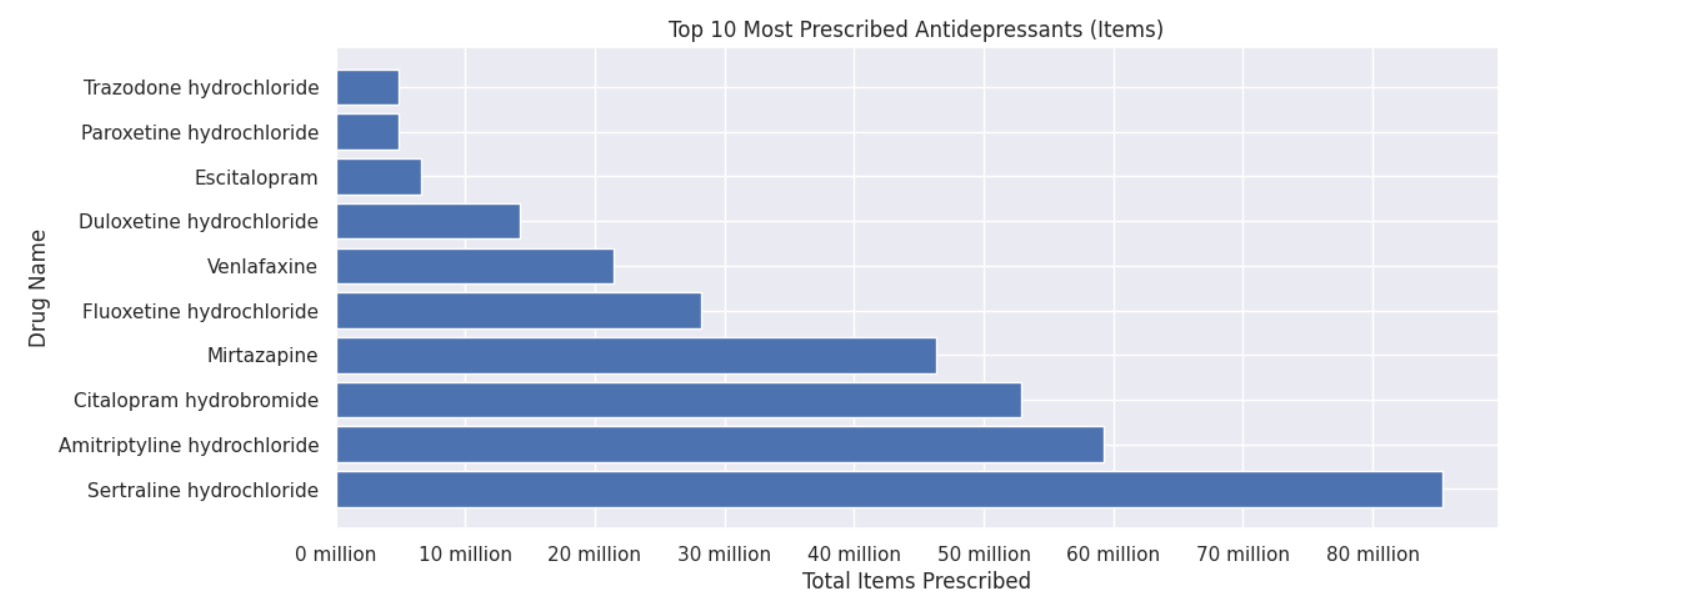 Top 10 Most Prescribed Antidepressants (Items)
Drug Name
Trazodone hydrochloride
Paroxetine hydrochloride
Escitalopram
Duloxetine hydrochloride
Venlafaxine
Fluoxetine hydrochloride
Mirtazapine
Citalopram hydrobromide
Amitriptyline hydrochloride
Sertraline hydrochloride
0 million 10 million 20 million 30 million 40 million 50 million 60 million 70 million 80 million
Total Items Prescribed